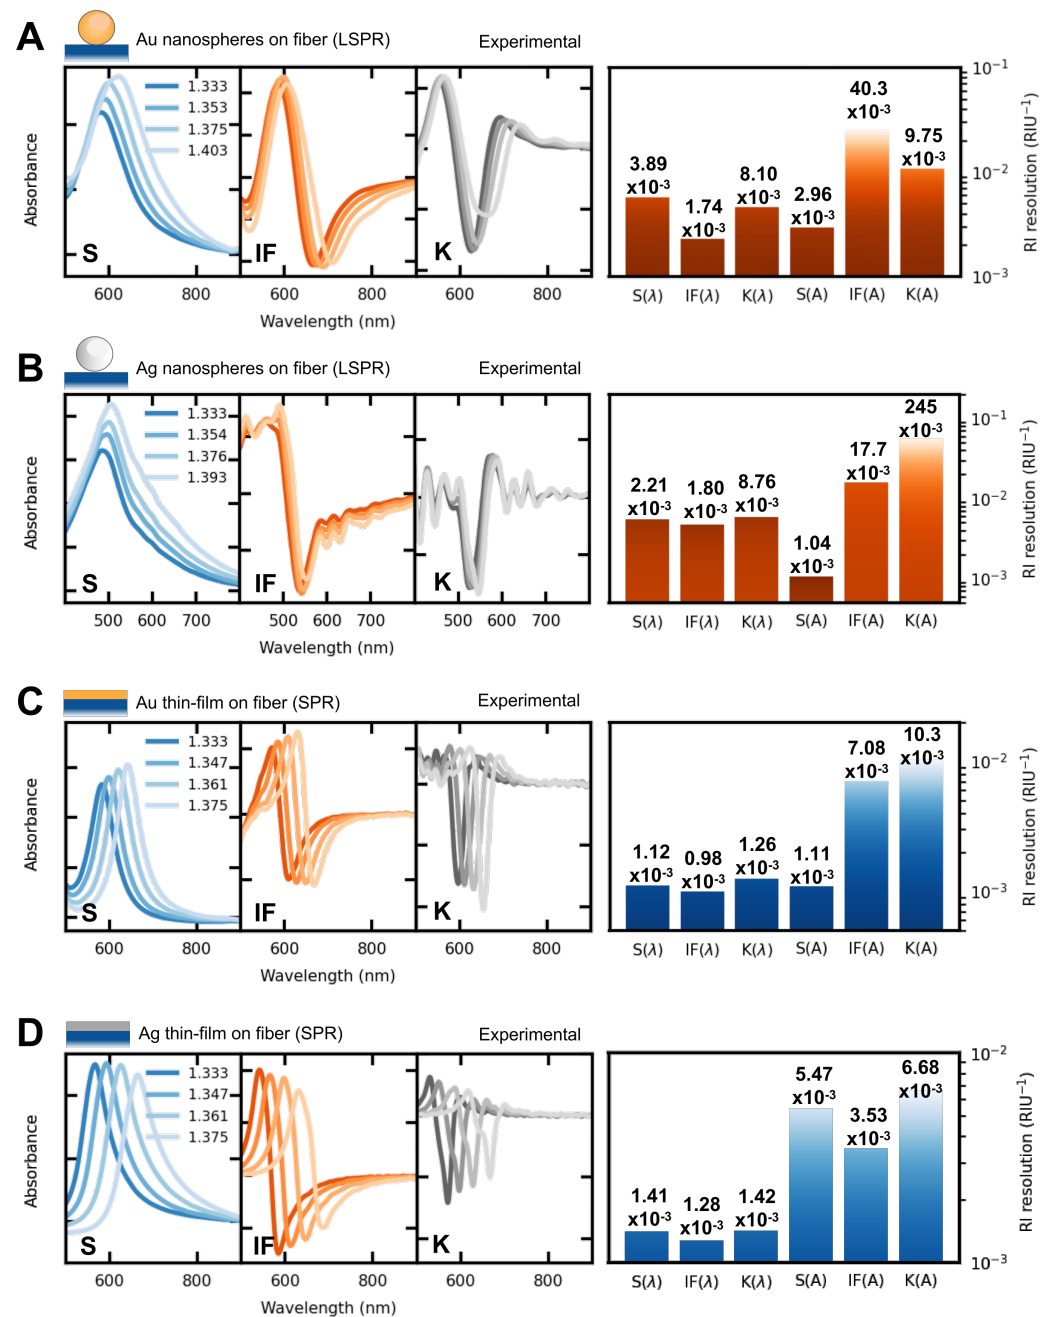 A
Au nanospheres on fiber (LSPR)
Experimental
Absorbance
1.333
1.353
1.375
1.403
S
IF
K
600
800
600
800
600
800
Wavelength (nm)
3.89
x10-3
1.74
x10-3
8.10
x10-3
2.96
x10-3
40.3
x10-3
9.75
x10-3
10−1
10−2
10−3
RI resolution (RIU−1)
S(λ)
IF(λ)
K(λ)
S(A)
IF(A)
K(A)
B
Ag nanospheres on fiber (LSPR)
Experimental
Absorbance
1.333
1.354
1.376
1.393
S
IF
K
500
600
700
500
600
700
500
600
700
Wavelength (nm)
2.21
x10-3
1.80
x10-3
8.76
x10-3
1.04
x10-3
17.7
x10-3
245
x10-3
10−1
10−2
10−3
RI resolution (RIU−1)
S(λ)
IF(λ)
K(λ)
S(A)
IF(A)
K(A)
C
Au thin-film on fiber (SPR)
Experimental
Absorbance
1.333
1.347
1.361
1.375
S
IF
K
600
800
600
800
600
800
Wavelength (nm)
1.12
x10-3
0.98
x10-3
1.26
x10-3
1.11
x10-3
7.08
x10-3
10.3
x10-3
10−2
10−3
RI resolution (RIU−1)
S(λ)
IF(λ)
K(λ)
S(A)
IF(A)
K(A)
D
Ag thin-film on fiber (SPR)
Experimental
Absorbance
1.333
1.347
1.361
1.375
S
IF
K
600
800
600
800
600
800
Wavelength (nm)
1.41
x10-3
1.28
x10-3
1.42
x10-3
5.47
x10-3
3.53
x10-3
6.68
x10-3
10−2
10−3
RI resolution (RIU−1)
S(λ)
IF(λ)
K(λ)
S(A)
IF(A)
K(A)